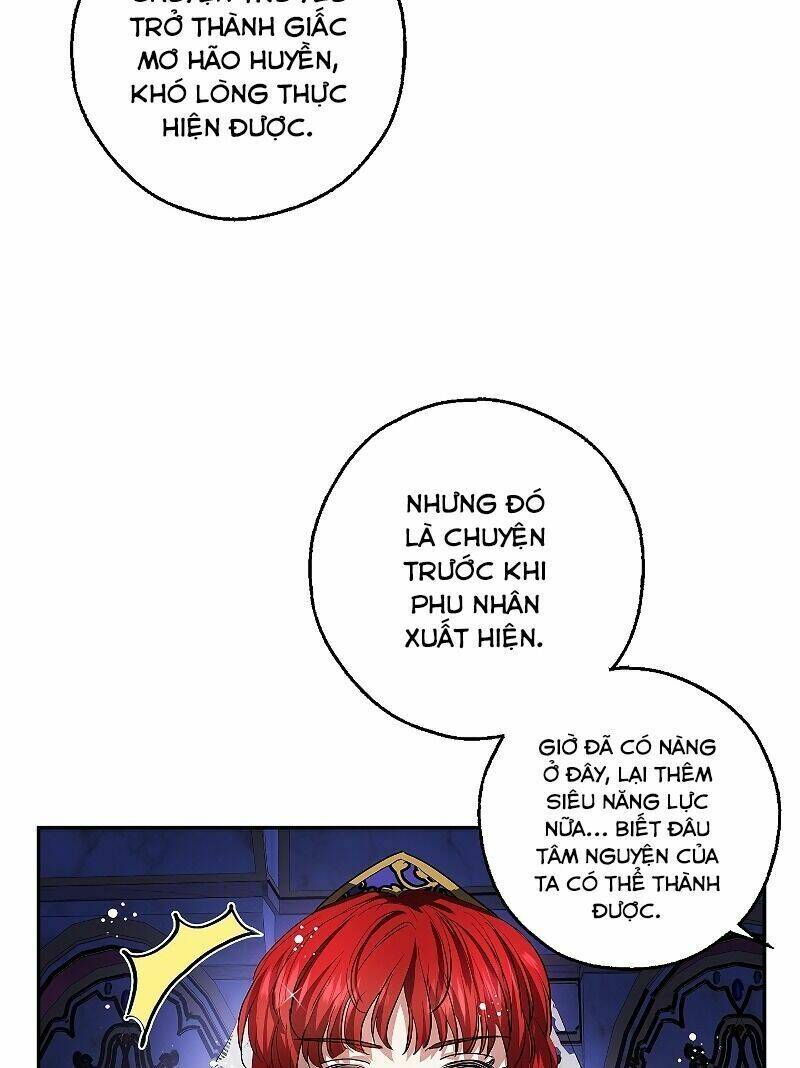 TRỞ THÀNH GIẤC
MƠ HÃO HUYỀN,
KHÓ LÒNG THỰC
HIỆN ĐƯỢC.
NHƯNG ĐÓ
LÀ CHUYỆN
TRƯỚC KHI
PHU NHÂN
XUẤT HIỆN.
GIỜ ĐÃ CÓ NÀNG
Ở ĐÂY, LẠI THÊM
SIÊU NĂNG LỰC
NỮA... BIẾT ĐÂU
TÂM NGUYỆN CỦA
TA CÓ THỂ THÀNH
ĐƯỢC.